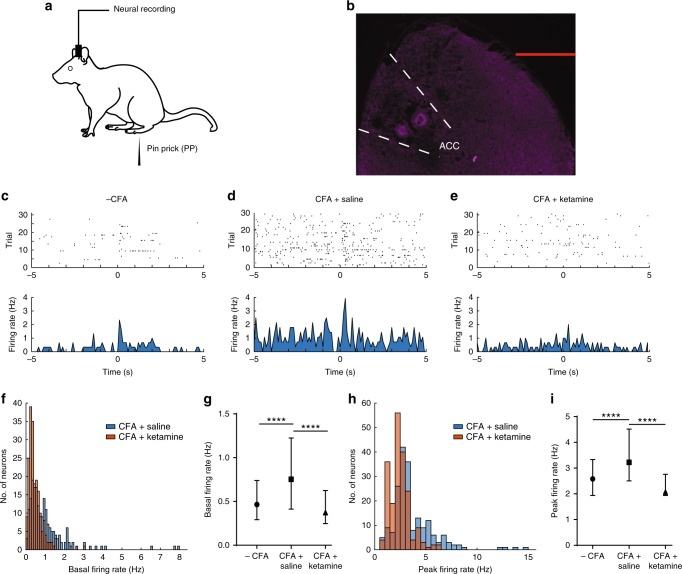 a
Neural recording
Pin prick (PP)
b
ACC
c
–CFA
Trial
30
20
10
0
–5
0
5
Firing rate (Hz)
4
2
0
–5
0
5
Time (s)
d
CFA + saline
Trial
30
20
10
0
–5
0
5
Firing rate (Hz)
4
2
0
–5
0
5
Time (s)
e
CFA + ketamine
Trial
30
20
10
0
–5
0
5
Firing rate (Hz)
4
2
0
–5
0
5
Time (s)
f
No. of neurons
40
35
30
25
20
15
10
5
0
0
1
2
3
4
5
6
7
8
Basal firing rate (Hz)
CFA + saline
CFA + ketamine
g
Basal firing rate (Hz)
1.5
1.0
0.5
0.0
****
****
– CFA
CFA +
saline
CFA +
ketamine
h
No. of neurons
60
50
40
30
20
10
0
0
5
10
15
Peak firing rate (Hz)
CFA + saline
CFA + ketamine
i
Peak firing rate (Hz)
5
4
3
2
1
0
****
****
– CFA
CFA +
saline
CFA +
ketamine